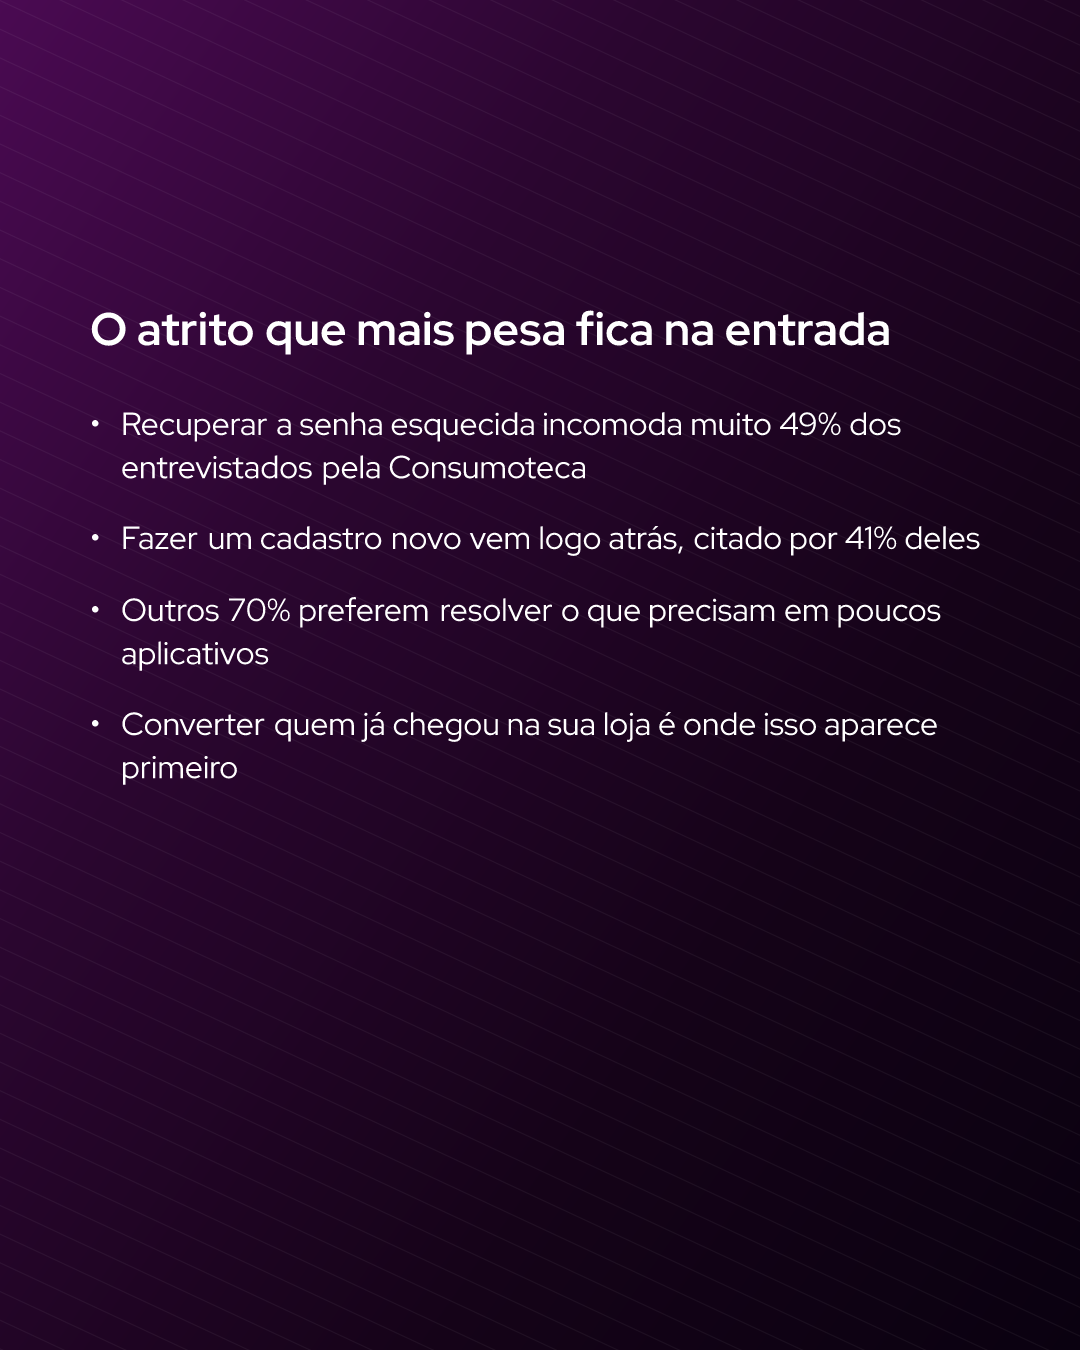 O atrito que mais pesa fica na entrada
• Recuperar a senha esquecida incomoda muito 49% dos
entrevistados pela Consumoteca
• Fazer um cadastro novo vem logo atrás, citado por 41% deles
• Outros 70% preferem resolver o que precisam em poucos
aplicativos
• Converter quem já chegou na sua loja é onde isso aparece
primeiro